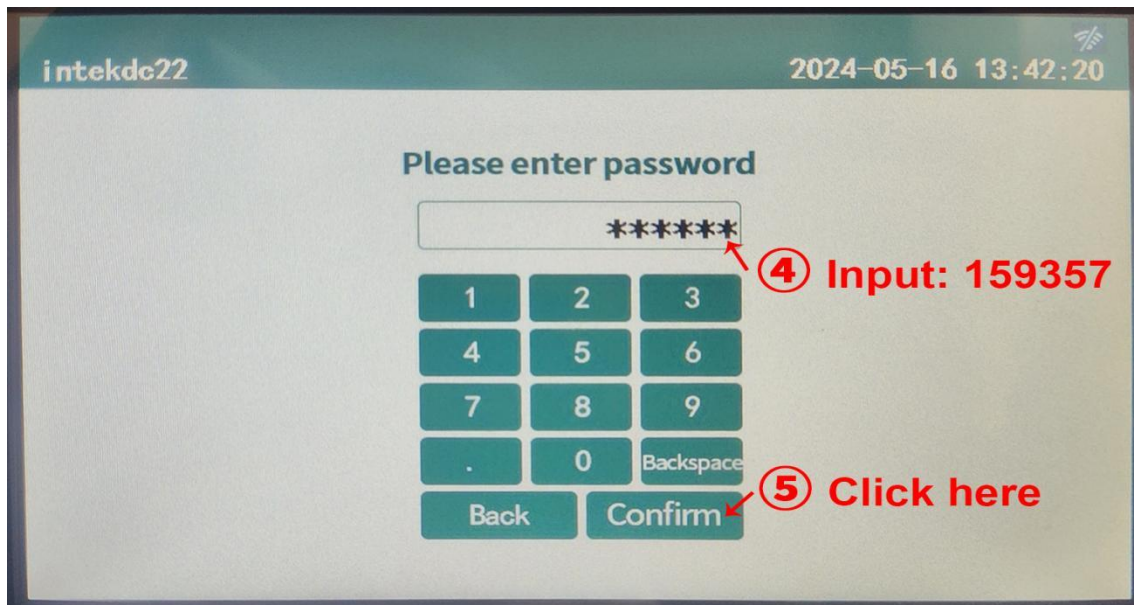 intekdc22
2024-05-16 13:42:20
Please enter password
******
④ Input: 159357
1 2 3
4 5 6
7 8 9
. 0 Backspace
Back Confirm
⑤ Click here